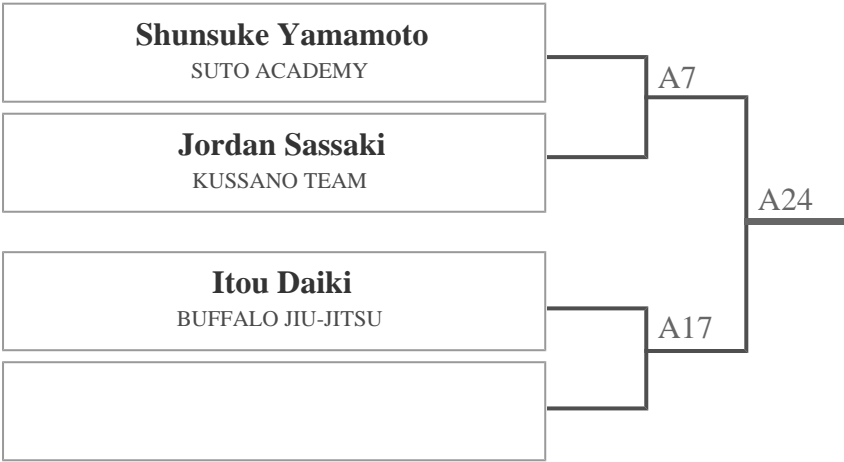 Shunsuke Yamamoto
SUTO ACADEMY
A7
Jordan Sassaki
KUSSANO TEAM
A24
Itou Daiki
BUFFALO JIU-JITSU
A17